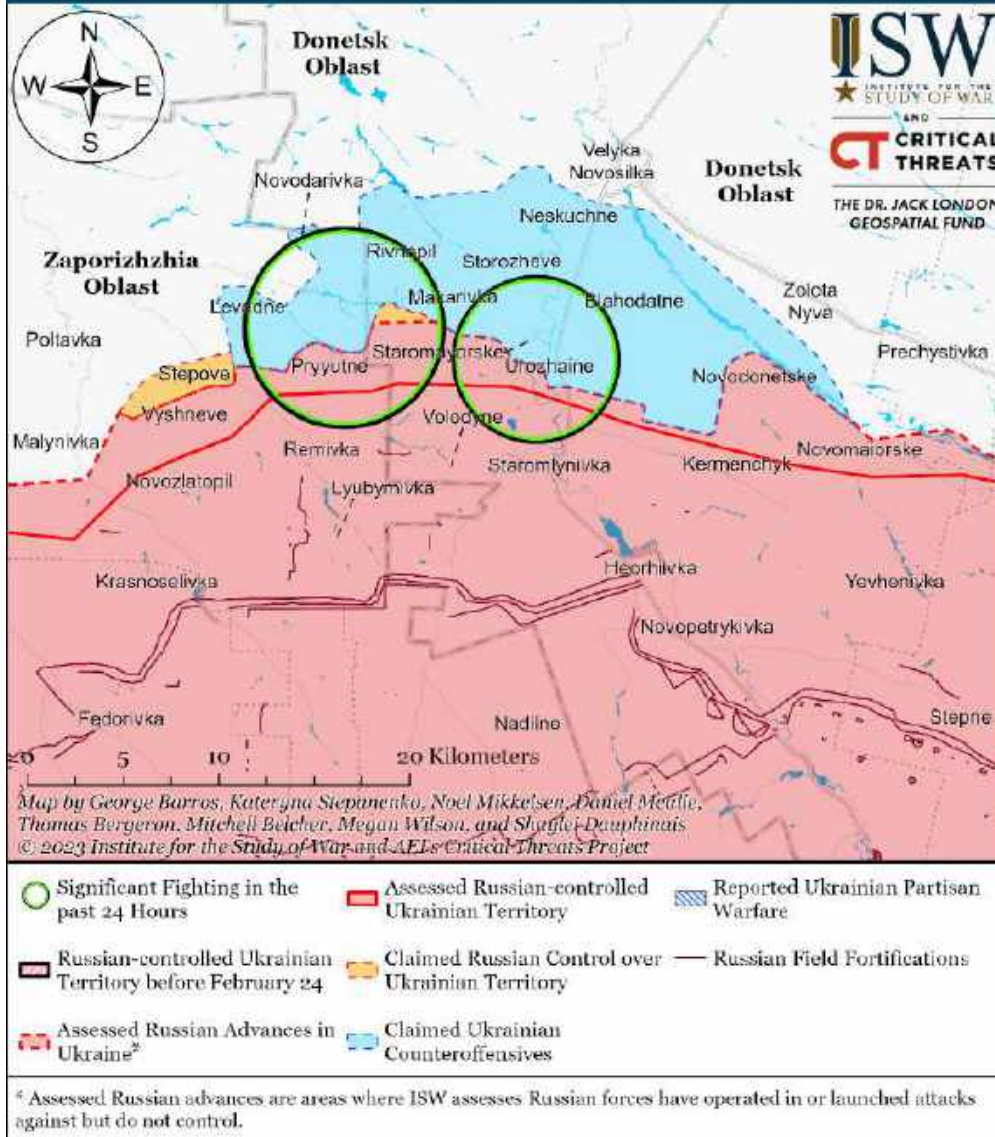 N
W E
S
Donetsk
Oblast
ISW
INSTITUTE FOR THE
STUDY OF WAR
AND
CT CRITICAL
THREATS
THE DR. JACK LONDON
GEOSPATIAL FUND
Velyka
Novosilka
Donetsk
Oblast
Novodarivka
Neskuchne
Zaporizhzhia
Oblast
Rivnopil
Storozheve
Levadne
Makarivka
Blahodatne
Zolota
Nyva
Poltavka
Staromayorske
Prechystivka
Stepove
Pryyutne
Urozhaine
Novodonetske
Vyshneve
Volodyne
Malynivka
Remivka
Staromlynivka
Kermenchyk
Novomaiorske
Novozlatopil
Lyubymivka
Krasnoselivka
Heorhiivka
Yevhenivka
Novopetrykivka
Fedorivka
Nadiine
Stepne
0 5 10 20 Kilometers
Map by George Barros, Kateryna Stepanenko, Noel Mikkelsen, Daniel Mealie,
Thomas Bergeron, Mitchell Belcher, Megan Wilson, and Shaylei Dauphinais
© 2023 Institute for the Study of War and AEI's Critical Threats Project
Significant Fighting in the
past 24 Hours
Assessed Russian-controlled
Ukrainian Territory
Reported Ukrainian Partisan
Warfare
Russian-controlled Ukrainian
Territory before February 24
Claimed Russian Control over
Ukrainian Territory
Russian Field Fortifications
Assessed Russian Advances in
Ukraine*
Claimed Ukrainian
Counteroffensives
* Assessed Russian advances are areas where ISW assesses Russian forces have operated in or launched attacks
against but do not control.